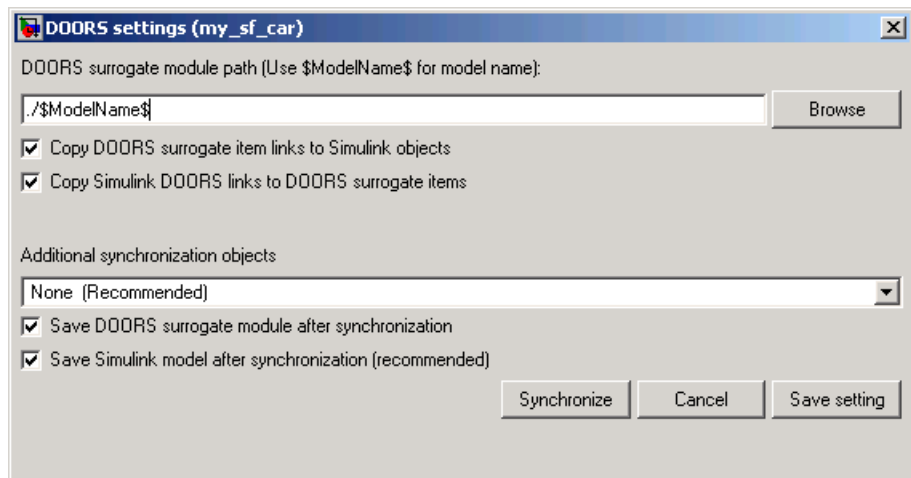 DOORS settings (my_sf_car)
DOORS surrogate module path (Use $ModelName$ for model name):
./$ModelName$
Browse
Copy DOORS surrogate item links to Simulink objects
Copy Simulink DOORS links to DOORS surrogate items
Additional synchronization objects
None (Recommended)
Save DOORS surrogate module after synchronization
Save Simulink model after synchronization (recommended)
Synchronize Cancel Save setting